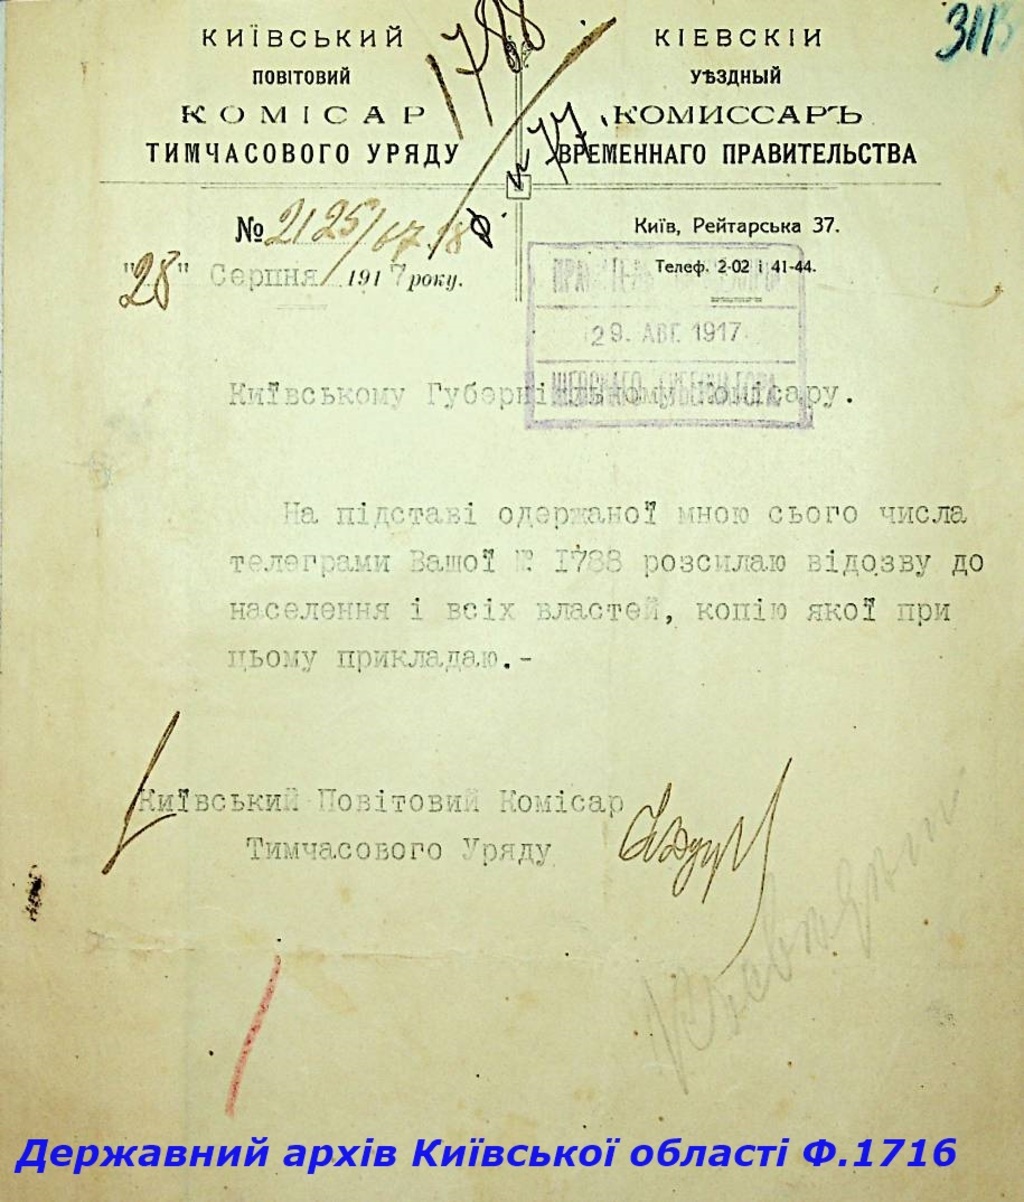 КИЇВСЬКИЙ
ПОВІТОВИЙ
КОМІСАР
ТИМЧАСОВОГО УРЯДУ
КІЕВСКІИ
УѢЗДНЫЙ
КОМИССАРЪ
ВРЕМЕННАГО ПРАВИТЕЛЬСТВА
1788
311
№ 2125/
"28" Серпня 1917 року.
Київ, Рейтарська 37.
Телеф. 2-02 і 41-44.
29. АВГ. 1917
Київському Губерніяльному Комісару.
На підставі одержаної мною сього числа
телеграми Вашої № 1788 розсилаю відозву до
населення і всіх властей, копію якої при
цьому прикладаю.-
Київський Повітовий Комісар
Тимчасового Уряду
Державний архів Київської області Ф.1716